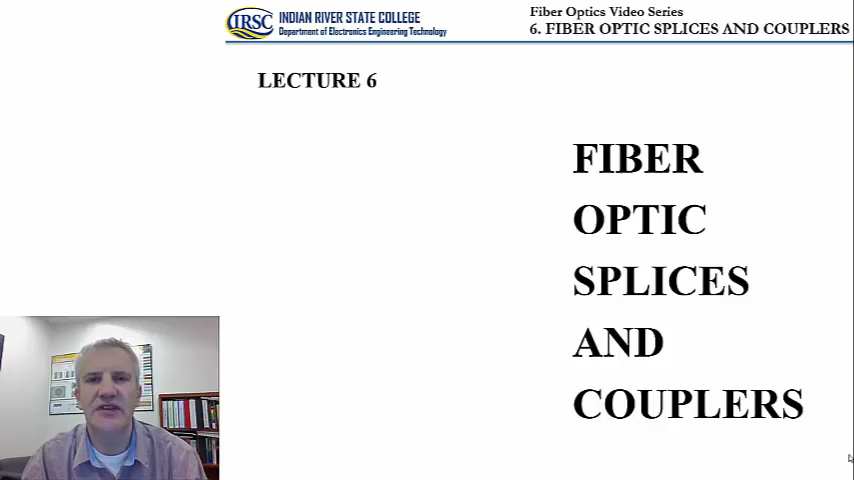 IRSC
INDIAN RIVER STATE COLLEGE
Department of Electronics Engineering Technology
Fiber Optics Video Series
6. FIBER OPTIC SPLICES AND COUPLERS
LECTURE 6
FIBER
OPTIC
SPLICES
AND
COUPLERS